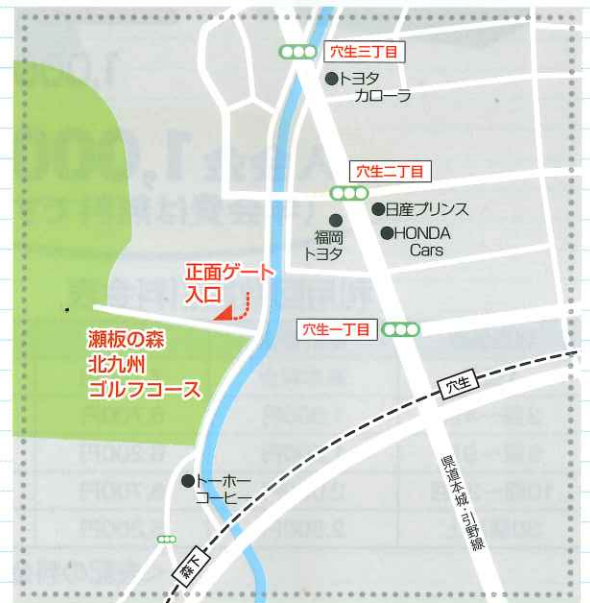 穴生三丁目
トヨタ
カローラ
穴生二丁目
日産プリンス
福岡
トヨタ
HONDA
Cars
正面ゲート
入口
穴生一丁目
瀬板の森
北九州
ゴルフコース
穴生
県道本城・引野線
トーホー
コーヒー
森下